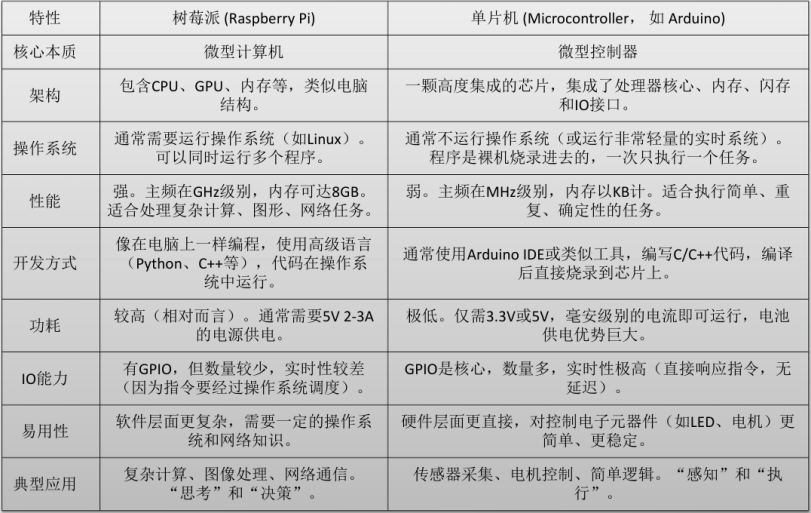 特性
树莓派 (Raspberry Pi)
单片机 (Microcontroller, 如 Arduino)
核心本质
微型计算机
微型控制器
架构
包含CPU、GPU、内存等，类似电脑
结构。
一颗高度集成的芯片，集成了处理器核心、内存、闪存
和IO接口。
操作系统
通常需要运行操作系统（如Linux）。
可以同时运行多个程序。
通常不运行操作系统（或运行非常轻量的实时系统）。
程序是裸机烧录进去的，一次只执行一个任务。
性能
强。主频在GHz级别，内存可达8GB。
适合处理复杂计算、图形、网络任务。
弱。主频在MHz级别，内存以KB计。适合执行简单、重
复、确定性的任务。
开发方式
像在电脑上一样编程，使用高级语言
（Python、C++等），代码在操作系
统中运行。
通常使用Arduino IDE或类似工具，编写C/C++代码，编译
后直接烧录到芯片上。
功耗
较高（相对而言）。通常需要5V 2-3A
的电源供电。
极低。仅需3.3V或5V，毫安级别的电流即可运行，电池
供电优势巨大。
IO能力
有GPIO，但数量较少，实时性较差
（因为指令要经过操作系统调度）。
GPIO是核心，数量多，实时性极高（直接响应指令，无
延迟）。
易用性
软件层面更复杂，需要一定的操作系
统和网络知识。
硬件层面更直接，对控制电子元器件（如LED、电机）更
简单、更稳定。
典型应用
复杂计算、图像处理、网络通信。
“思考”和“决策”。
传感器采集、电机控制、简单逻辑。“感知”和“执
行”。